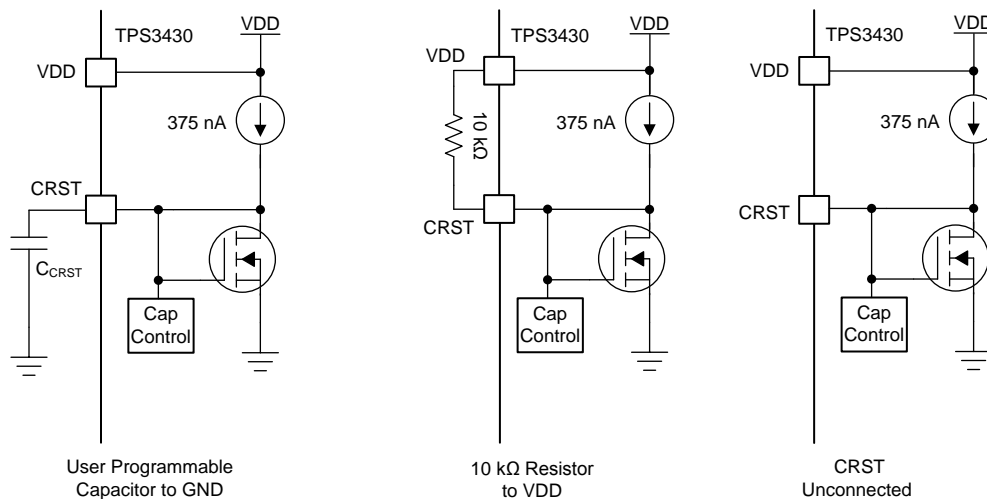 TPS3430
VDD
VDD
375 nA
CRST
C_CRST
Cap
Control
User Programmable
Capacitor to GND
TPS3430
VDD
VDD
10 kΩ
375 nA
CRST
Cap
Control
10 kΩ Resistor
to VDD
TPS3430
VDD
VDD
375 nA
CRST
Cap
Control
CRST
Unconnected